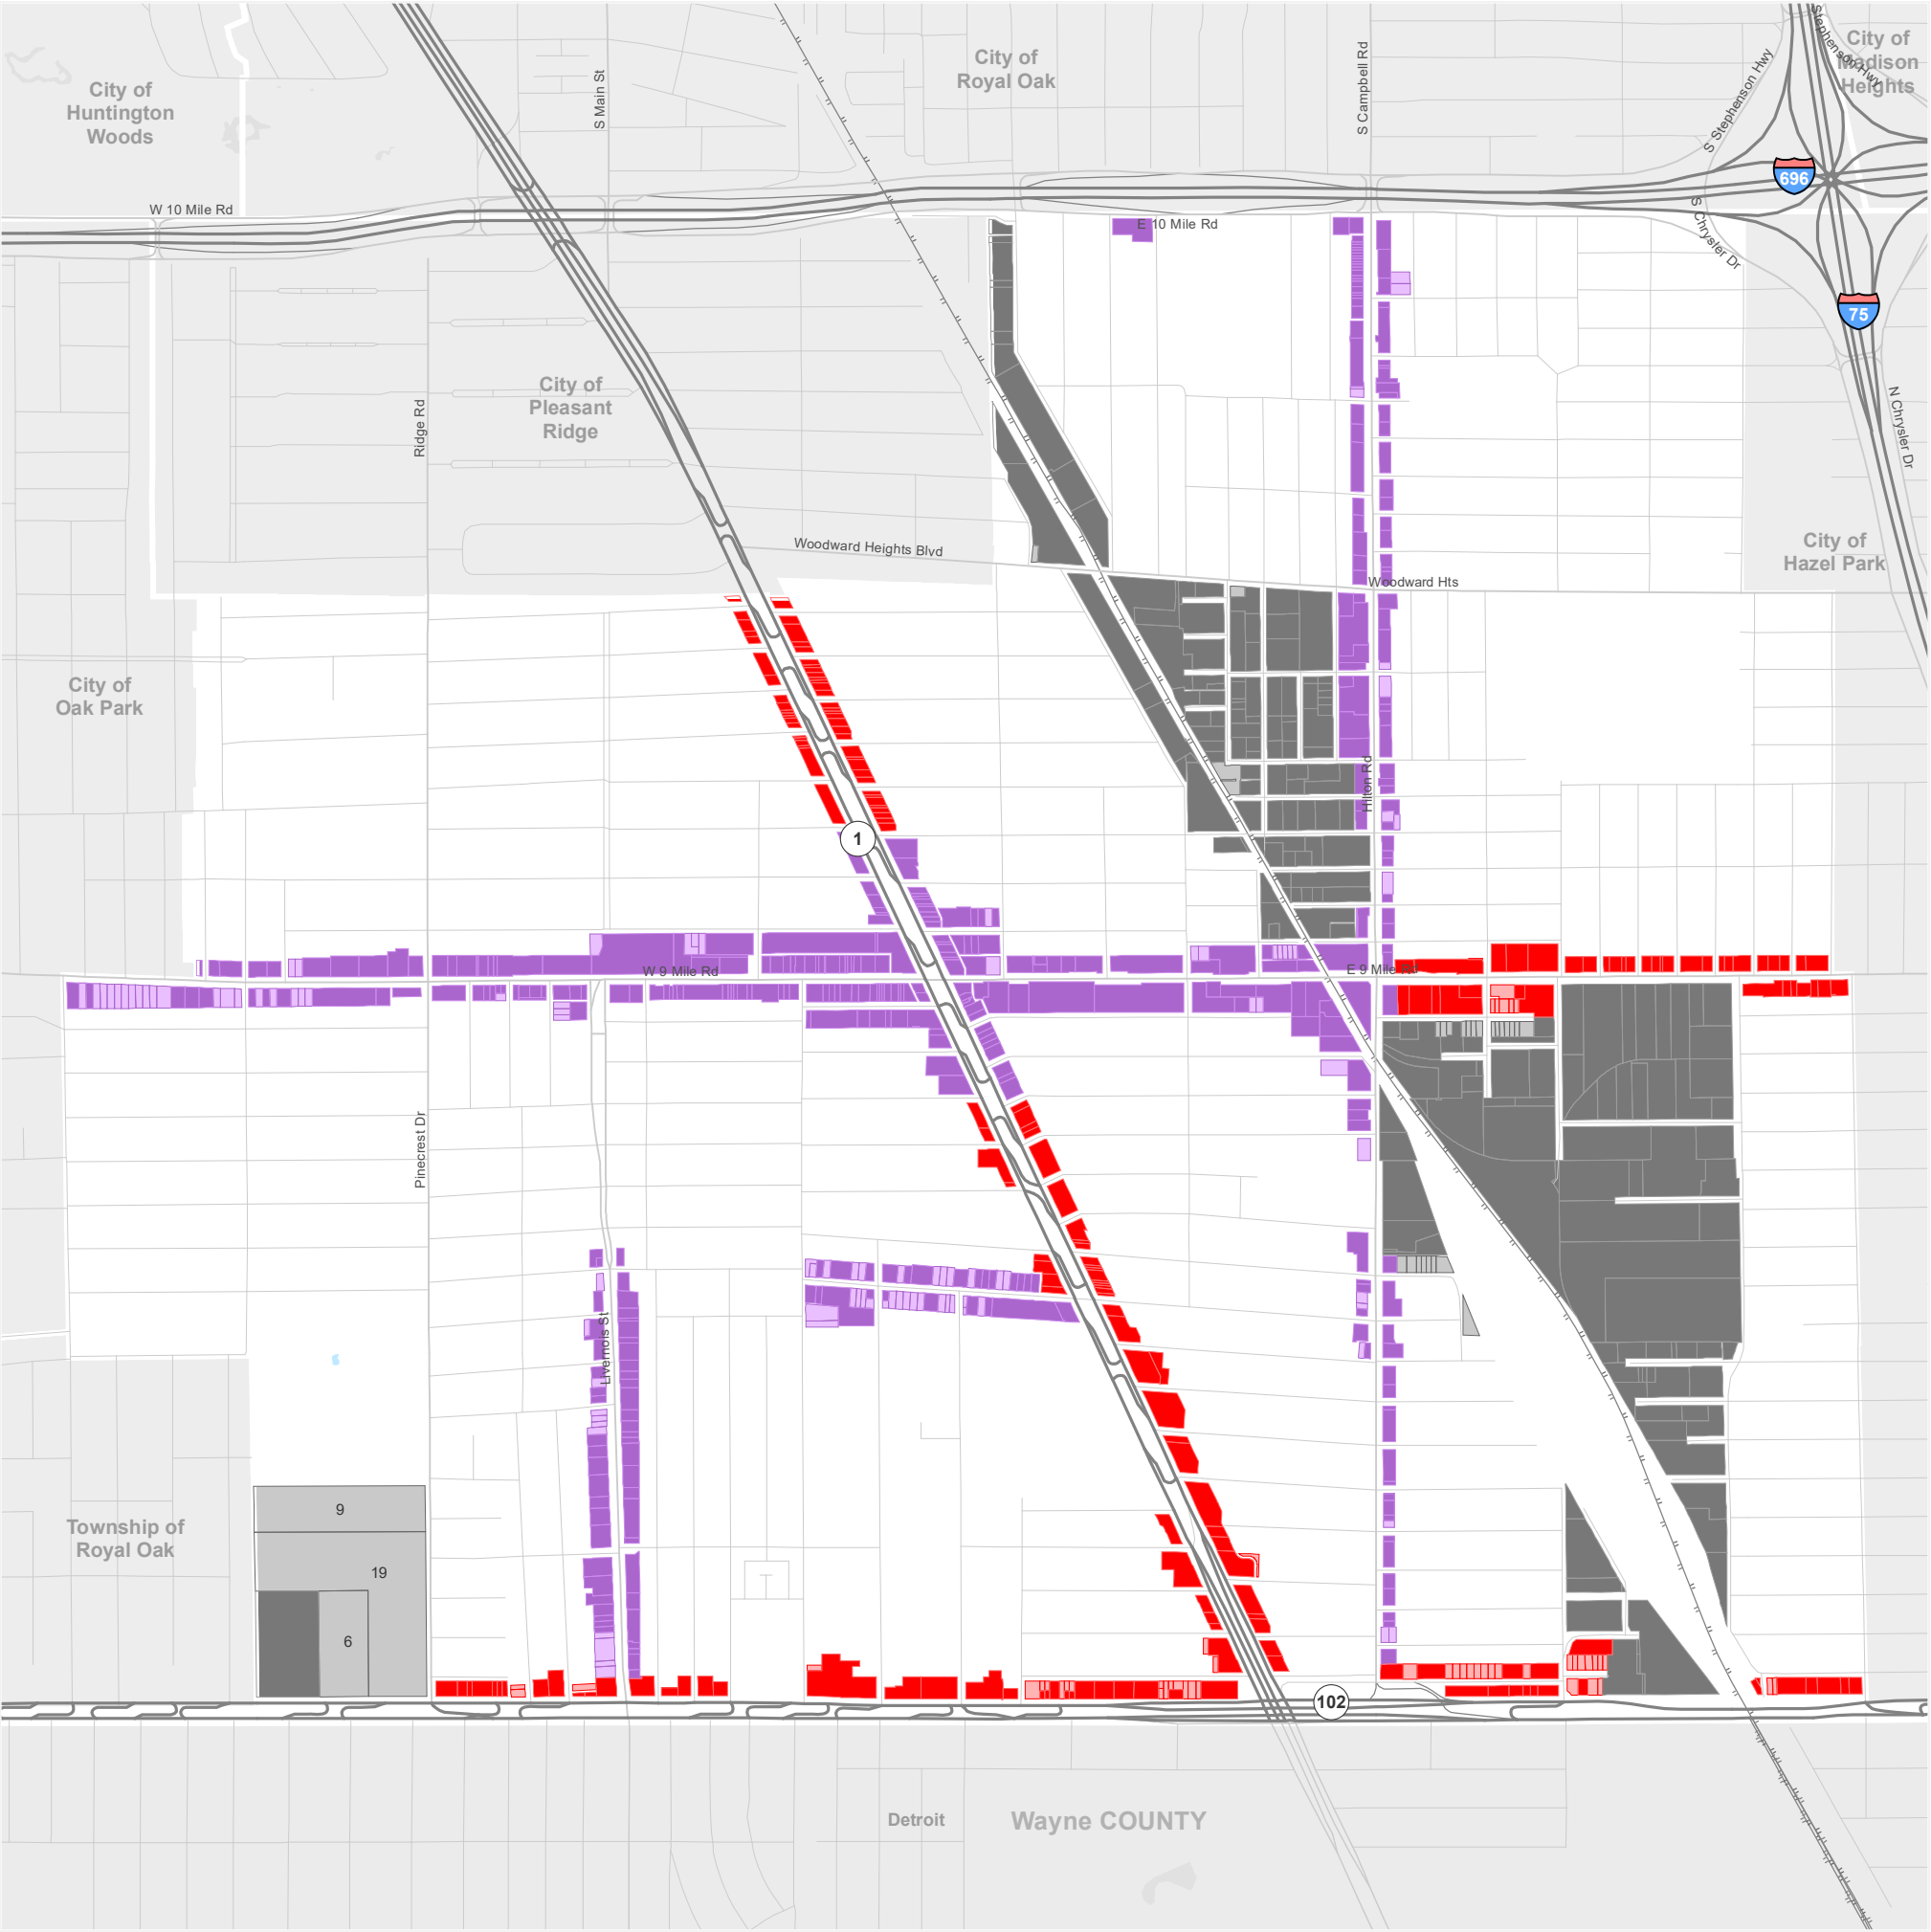 City of
Huntington
Woods
S Main St
City of
Royal Oak
S Campbell Rd
S Stephenson Hwy
Stephenson Hwy
City of
Madison
Heights
696
W 10 Mile Rd
E 10 Mile Rd
S Chrysler Dr
75
City of
Pleasant
Ridge
Ridge Rd
N Chrysler Dr
Woodward Heights Blvd
Woodward Hts
City of
Hazel Park
City of
Oak Park
Hilton Rd
1
W 9 Mile Rd
E 9 Mile Rd
Pinecrest Dr
Livernois St
9
Township of
Royal Oak
19
6
102
Detroit
Wayne COUNTY